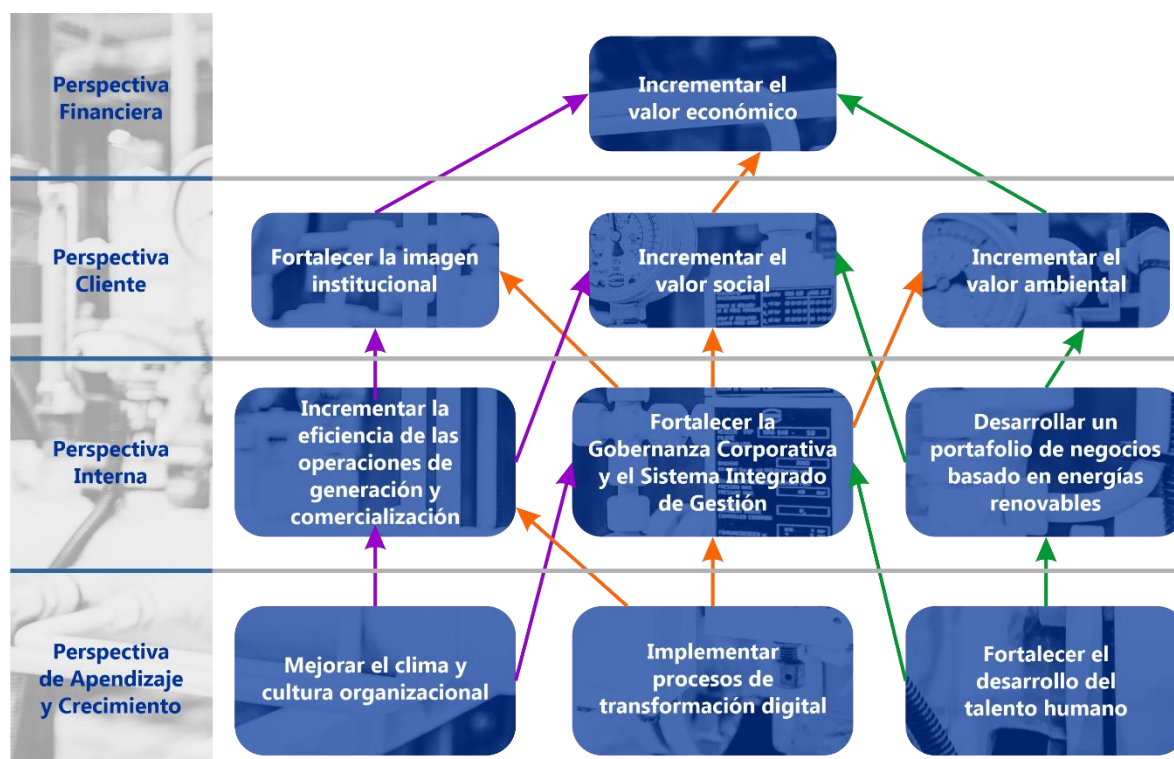 Perspectiva
Financiera
Incrementar el
valor económico
Perspectiva
Cliente
Fortalecer la imagen
institucional
Incrementar el
valor social
Incrementar el
valor ambiental
Perspectiva
Interna
Incrementar la
eficiencia de las
operaciones de
generación y
comercialización
Fortalecer la
Gobernanza Corporativa
y el Sistema Integrado
de Gestión
Desarrollar un
portafolio de negocios
basado en energías
renovables
Perspectiva
de Apendizaje
y Crecimiento
Mejorar el clima y
cultura organizacional
Implementar
procesos de
transformación digital
Fortalecer el
desarrollo del
talento humano